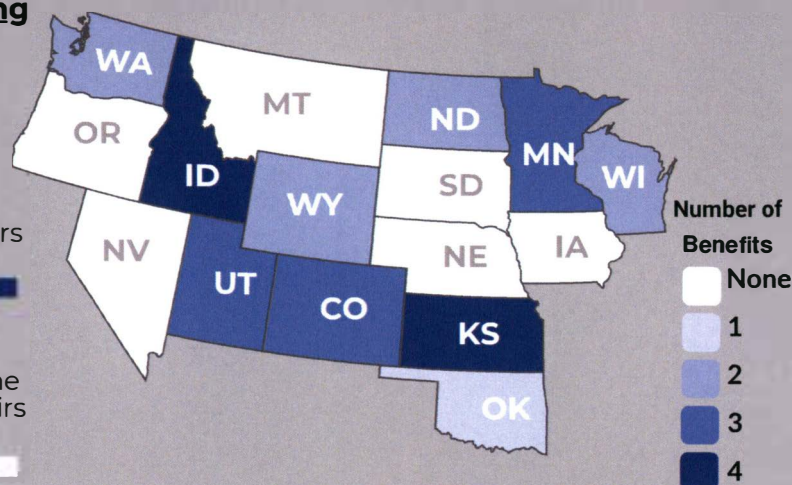 ng
rs
ne
irs
WA
MT
ND
OR
MN
ID
SD
WI
WY
NV
NE
IA
UT
CO
KS
OK
Number of
Benefits
None
1
2
3
4